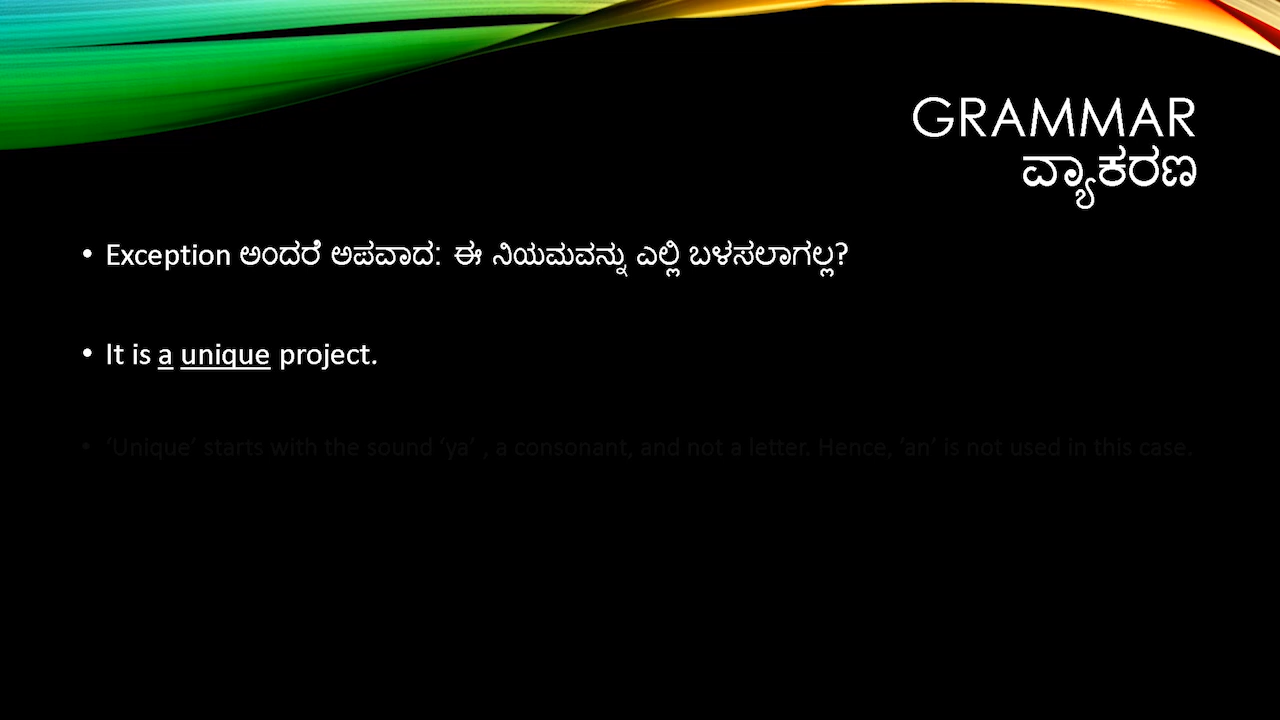 GRAMMAR
ವ್ಯಾಕರಣ
• Exception ಅಂದರೆ ಅಪವಾದ: ಈ ನಿಯಮವನ್ನು ಎಲ್ಲಿ ಬಳಸಲಾಗಲ್ಲ?
• It is a unique project.
• ‘Unique’ starts with the sound ‘ya’ , a consonant, and not a letter. Hence, ‘an’ is not used in this case.